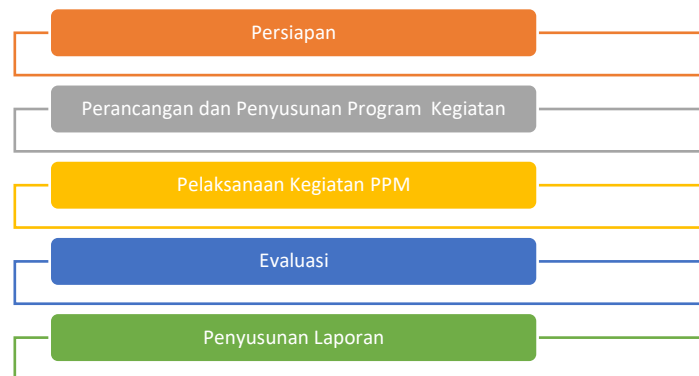 Persiapan
Perancangan dan Penyusunan Program Kegiatan
Pelaksanaan Kegiatan PPM
Evaluasi
Penyusunan Laporan